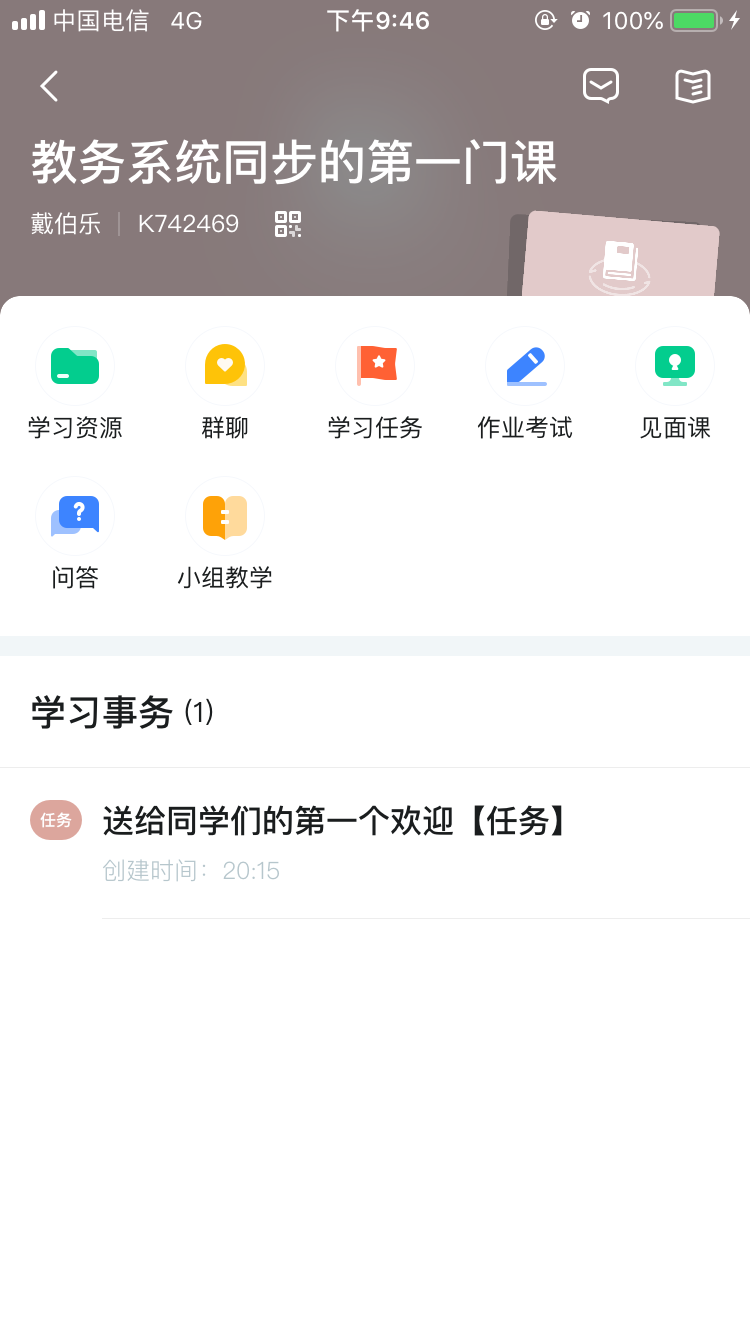 中国电信 4G 下午9:46 100%
教务系统同步的第一门课
戴伯乐 K742469
学习资源 群聊 学习任务 作业考试 见面课
问答 小组教学
学习事务 (1)
任务 送给同学们的第一个欢迎【任务】
创建时间：20:15